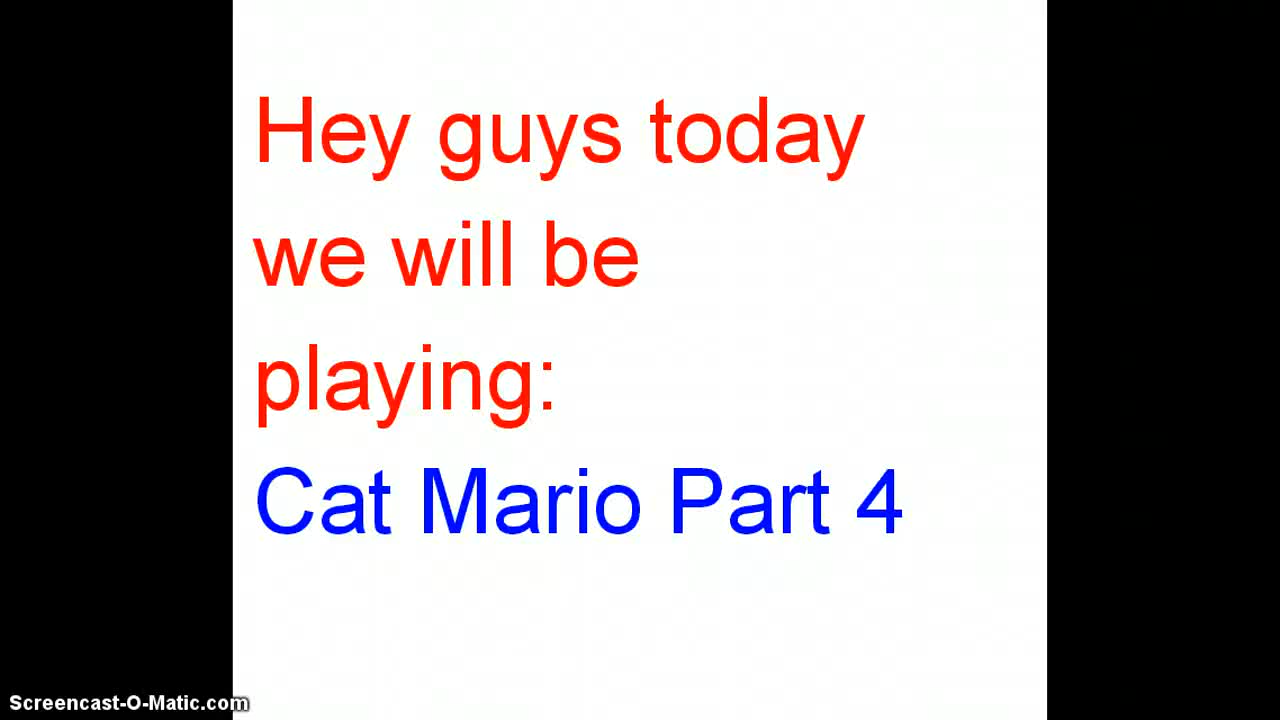 Hey guys today
we will be
playing:
Cat Mario Part 4
Screencast-O-Matic.com